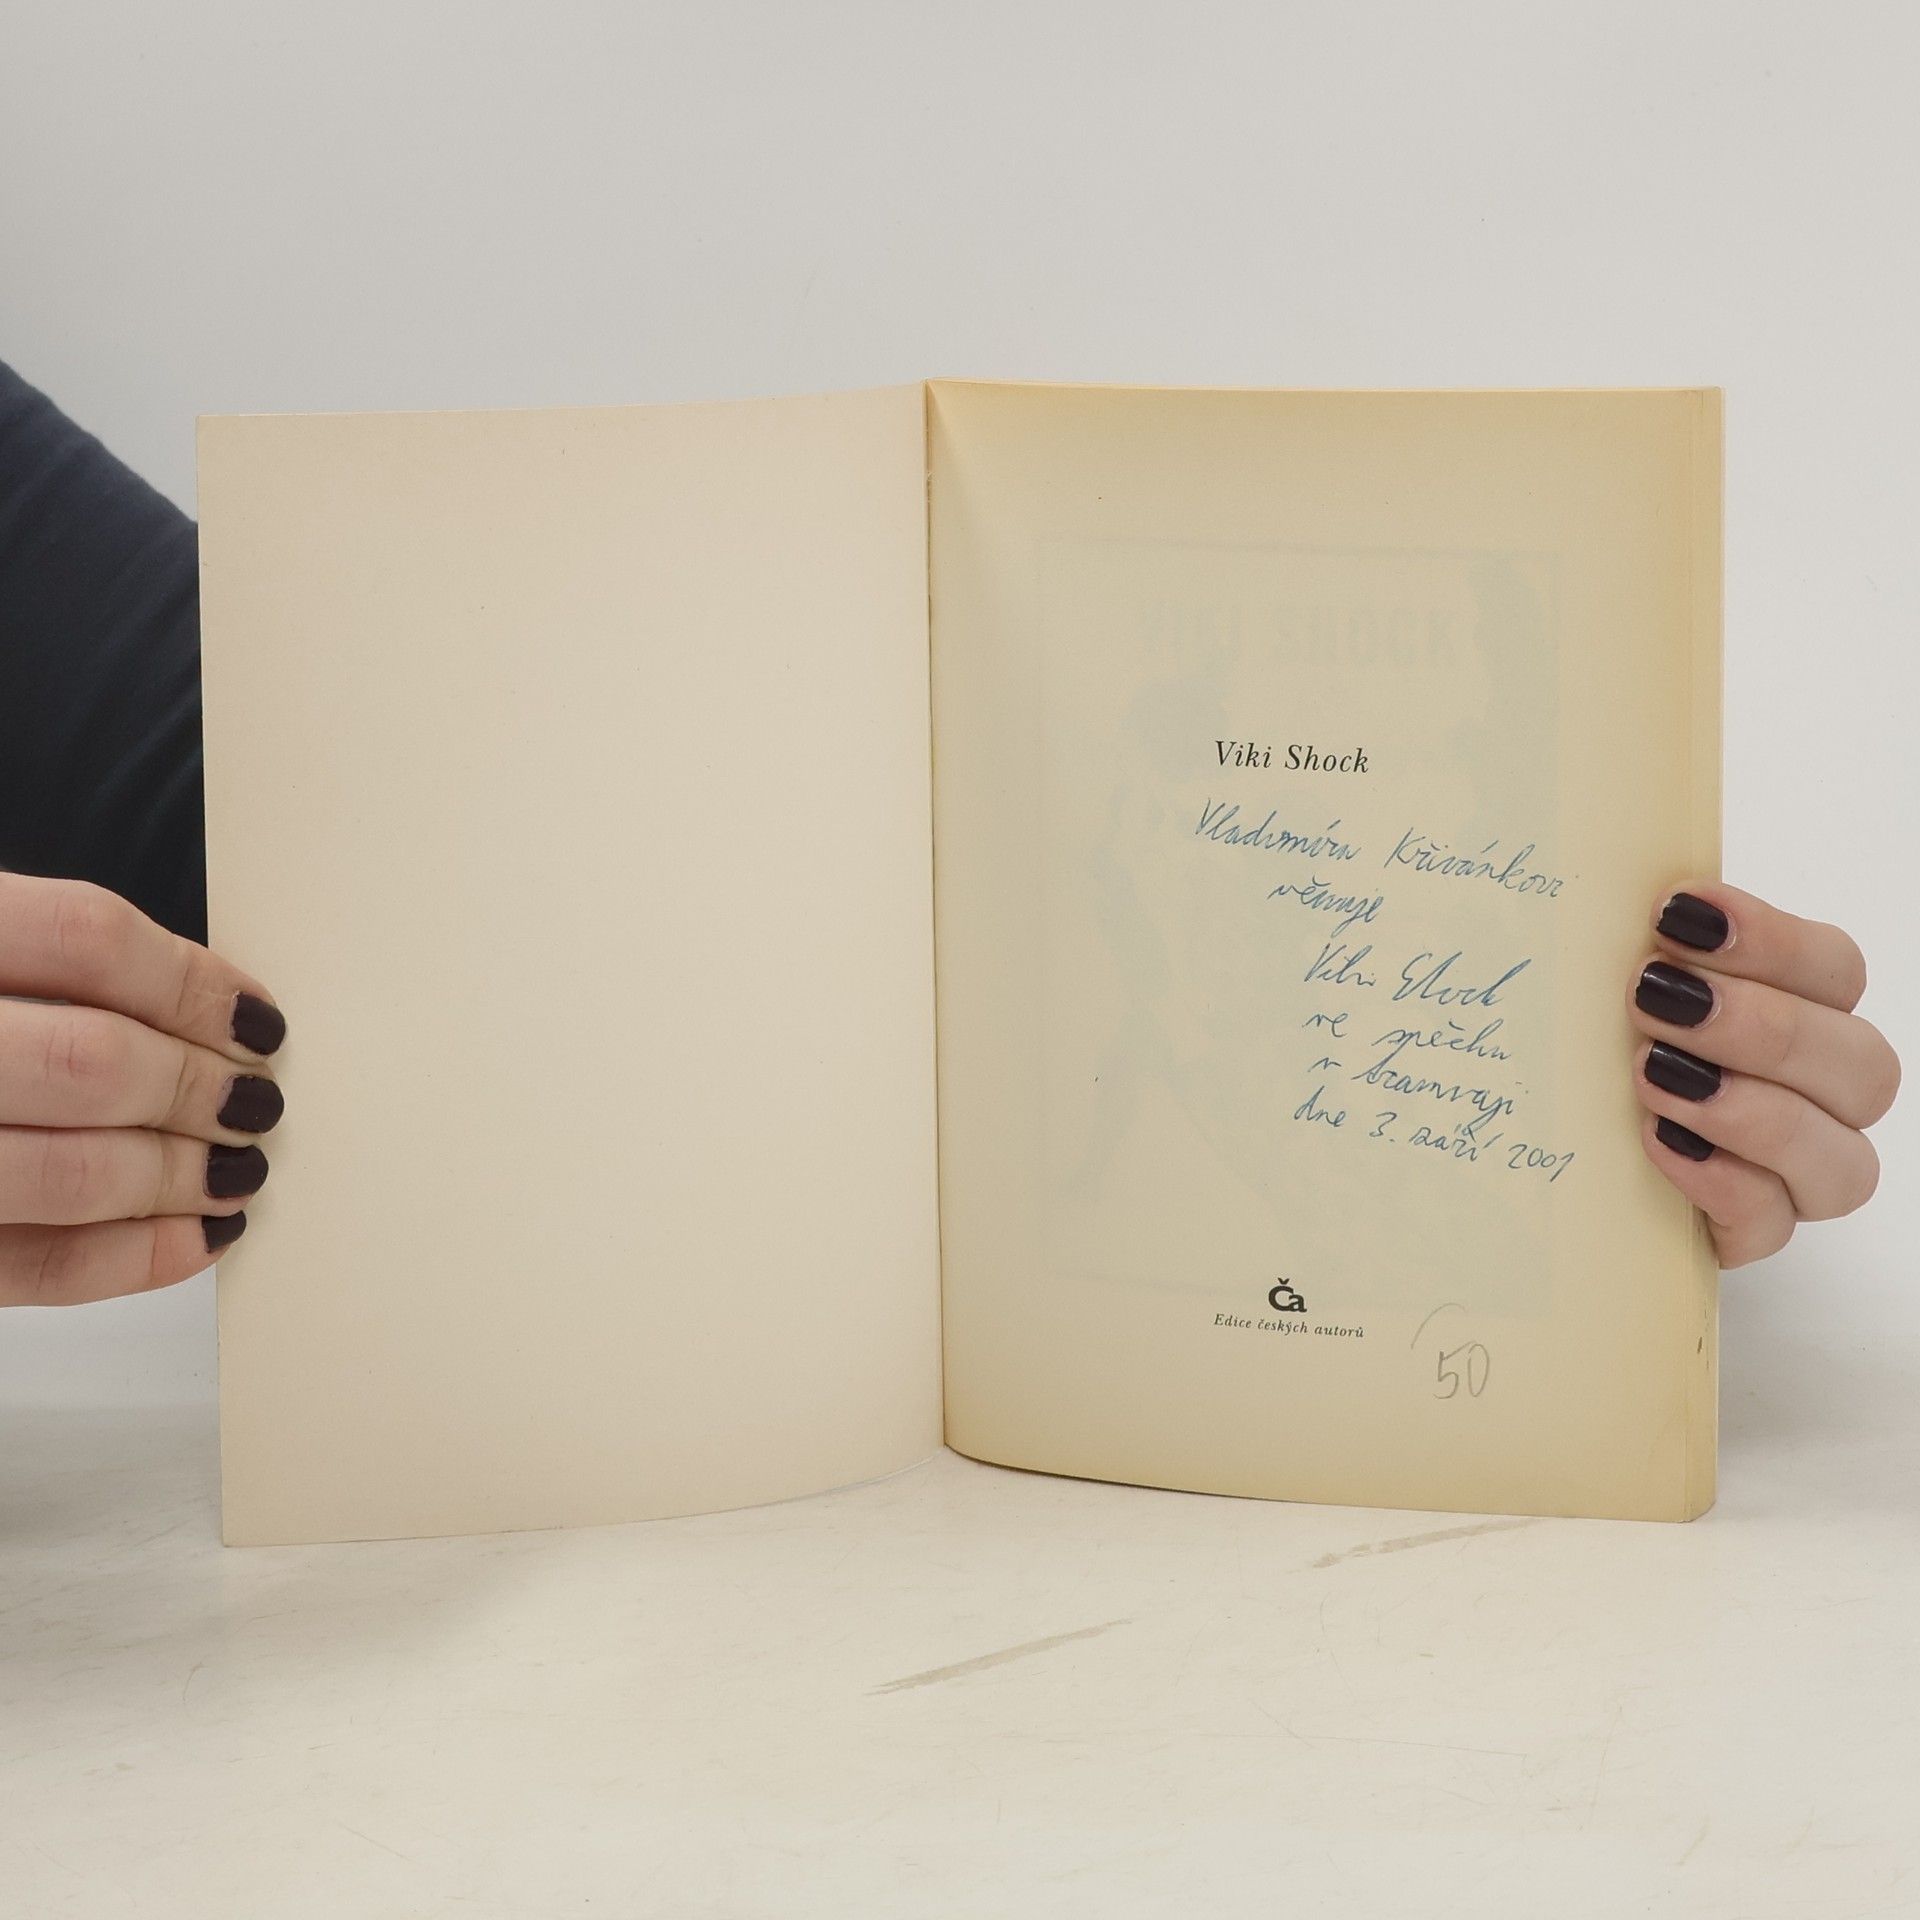 VIKI SHOCK
Viki Shock
Vladimíru Křivánkovi
věnuje
Viki Shock
ve spěchu
v tramvaji
dne 3. září 2001
Ča
Edice českých autorů
50